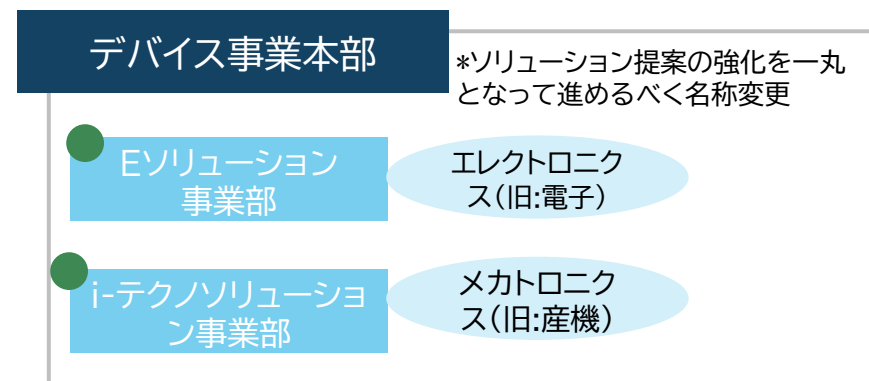 デバイス事業本部
*ソリューション提案の強化を一丸
となって進めるべく名称変更
Eソリューション
事業部
エレクトロニク
ス(旧:電子)
i-テクノソリューショ
ン事業部
メカトロニク
ス(旧:産機)